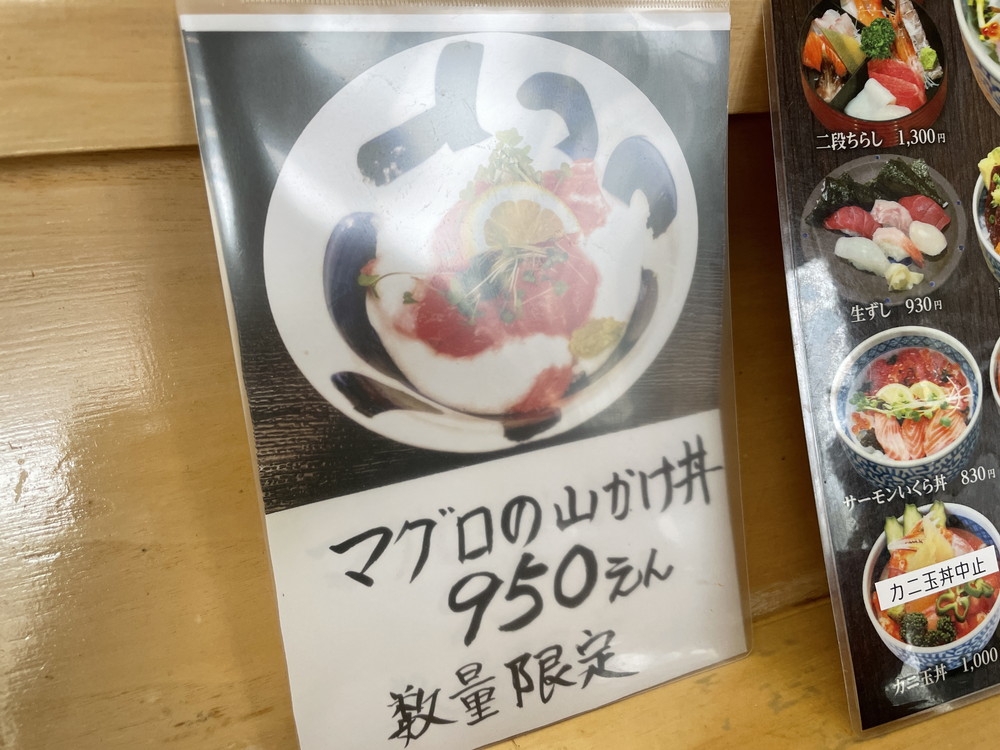 マグロの山かけ丼
950えん
数量限定
二段ちらし 1,300円
生ずし 930円
サーモンいくら丼 830円
カニ玉丼中止
カニ玉丼 1,000